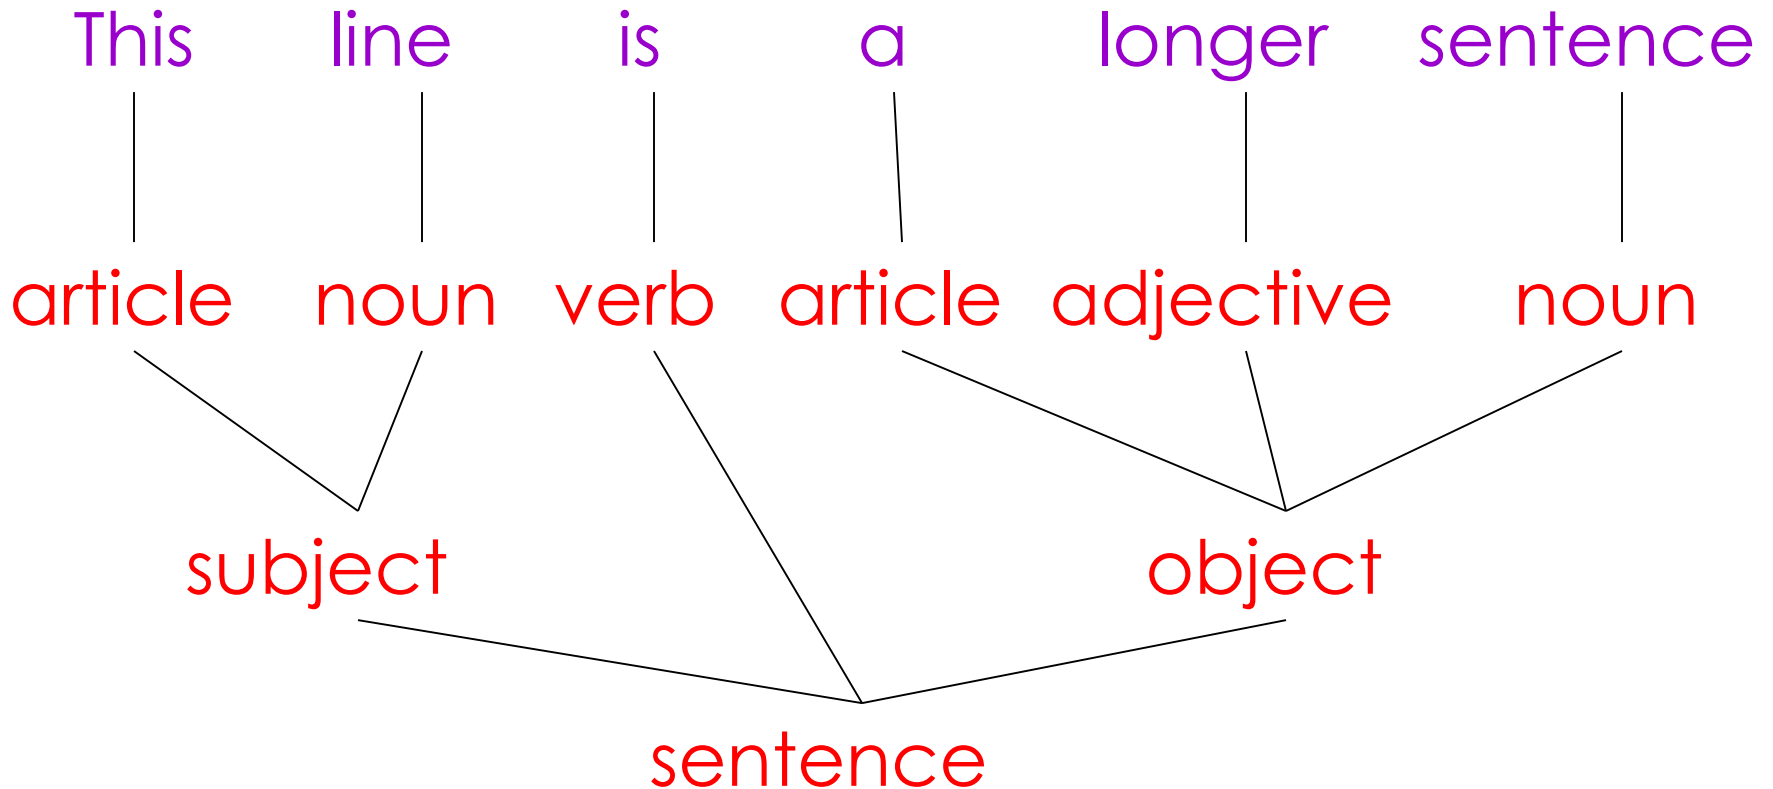 This line is a longer sentence
article noun verb article adjective noun
subject object
sentence